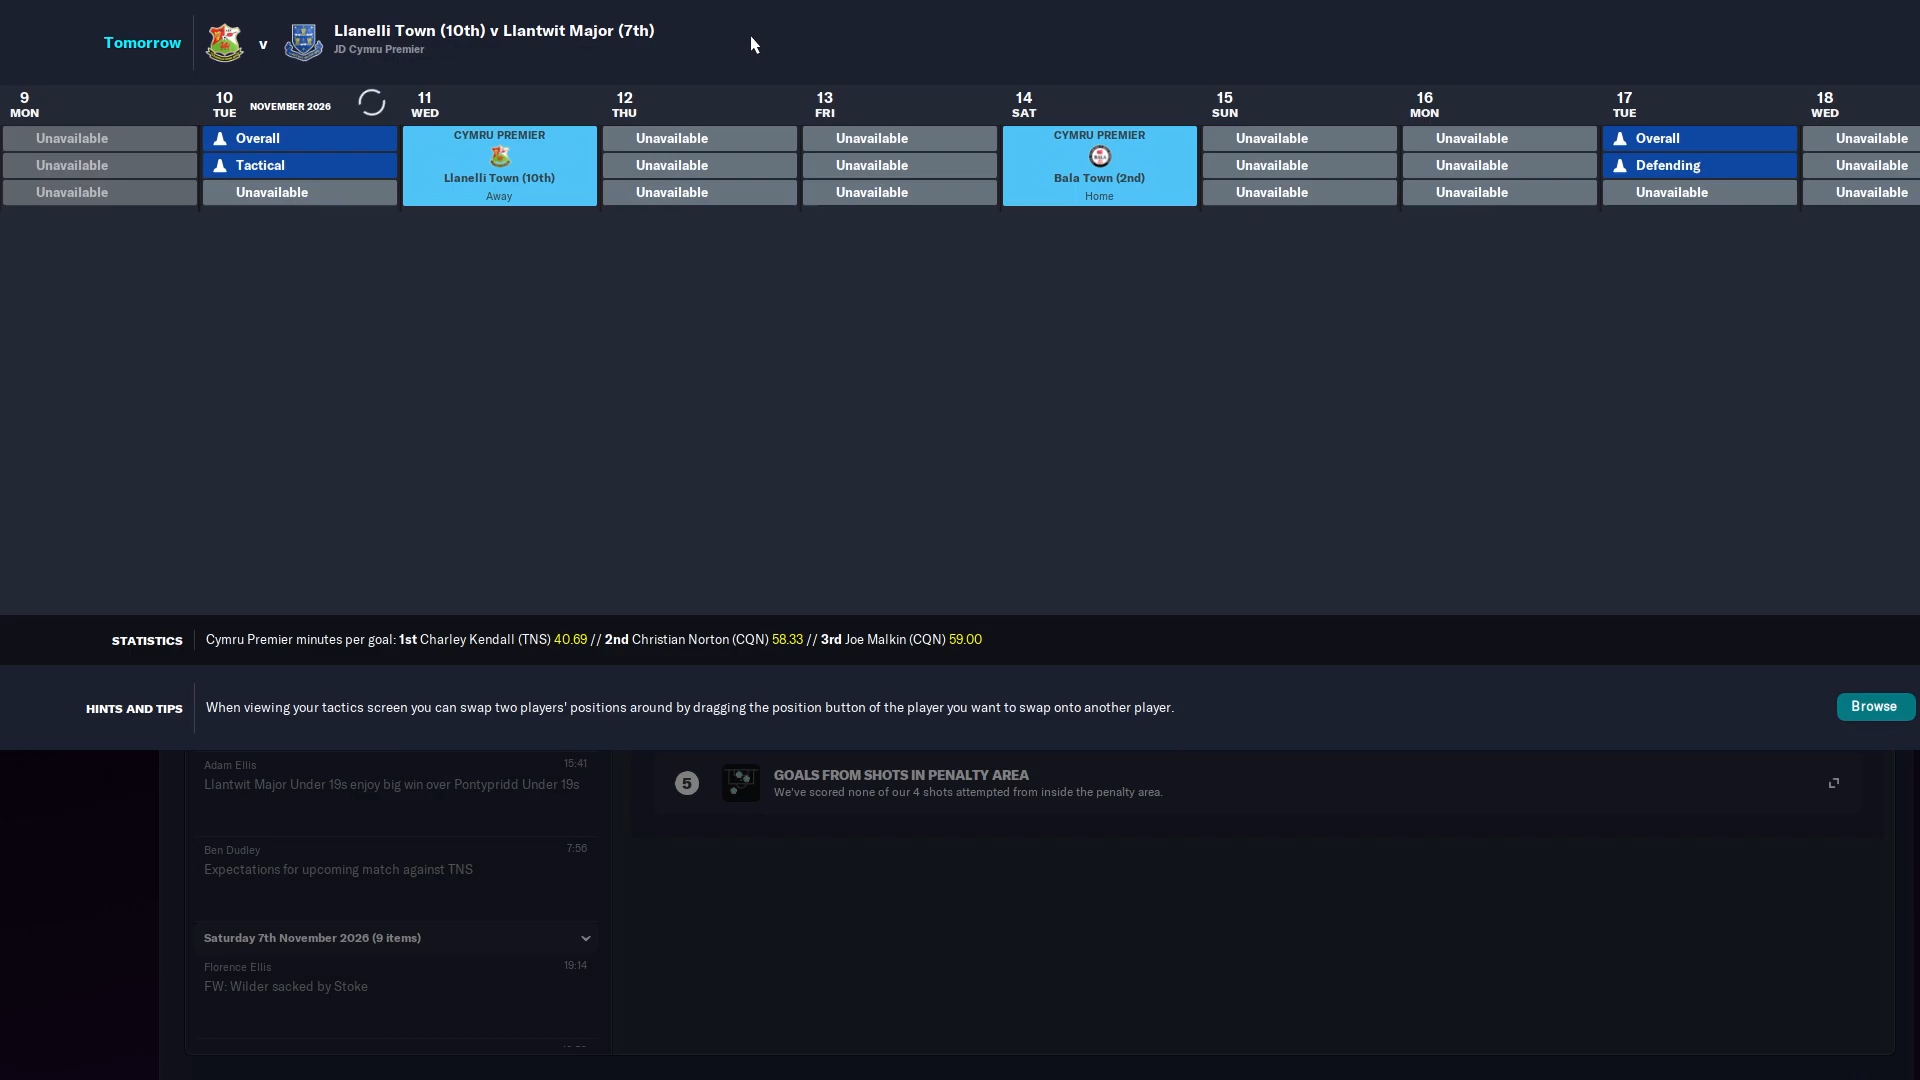 Tomorrow
v
Llanelli Town (10th) v Llantwit Major (7th)
JD Cymru Premier
9
MON
10
TUE
NOVEMBER 2026
11
WED
12
THU
13
FRI
14
SAT
15
SUN
16
MON
17
TUE
18
WED
Unavailable
Unavailable
Unavailable
Overall
Tactical
Unavailable
CYMRU PREMIER
Llanelli Town (10th)
Away
Unavailable
Unavailable
Unavailable
Unavailable
Unavailable
Unavailable
CYMRU PREMIER
BALA
Bala Town (2nd)
Home
Unavailable
Unavailable
Unavailable
Unavailable
Unavailable
Unavailable
Overall
Defending
Unavailable
Unavailable
Unavailable
Unavailable
STATISTICS
Cymru Premier minutes per goal: 1st Charley Kendall (TNS) 40.69 // 2nd Christian Norton (CQN) 58.33 // 3rd Joe Malkin (CQN) 59.00
HINTS AND TIPS
When viewing your tactics screen you can swap two players' positions around by dragging the position button of the player you want to swap onto another player.
Browse
Adam Ellis
15:41
Llantwit Major Under 19s enjoy big win over Pontypridd Under 19s
Ben Dudley
7:56
Expectations for upcoming match against TNS
Saturday 7th November 2026 (9 items)
Florence Ellis
19:14
FW: Wilder sacked by Stoke
5
GOALS FROM SHOTS IN PENALTY AREA
We've scored none of our 4 shots attempted from inside the penalty area.